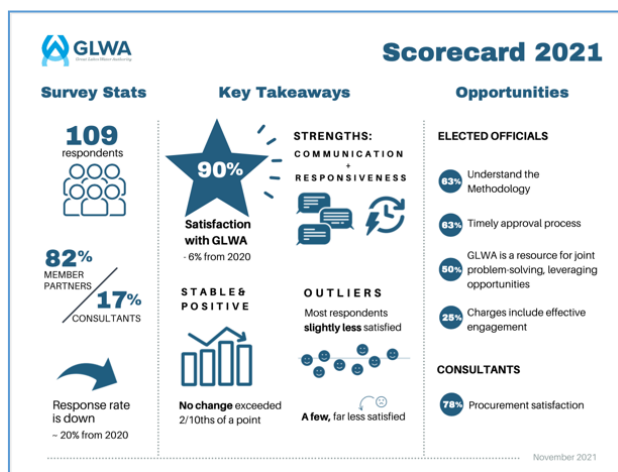 GLWA
Great Lakes Water Authority
Scorecard 2021
Survey Stats
109
respondents
82%
MEMBER
PARTNERS
17%
CONSULTANTS
Response rate
is down
~ 20% from 2020
Key Takeaways
90%
Satisfaction
with GLWA
- 6% from 2020
STRENGTHS:
COMMUNICATION
+
RESPONSIVENESS
STABLE&
POSITIVE
No change exceeded
2/10ths of a point
OUTLIERS
Most respondents
slightly less satisfied
A few, far less satisfied
Opportunities
ELECTED OFFICIALS
63% Understand the
Methodology
63% Timely approval process
50% GLWA is a resource for joint
problem-solving, leveraging
opportunities
25% Charges include effective
engagement
CONSULTANTS
78% Procurement satisfaction
November 2021